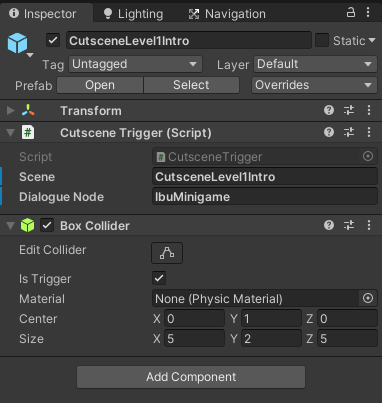 Inspector Lighting Navigation
CutsceneLevel1Intro Static
Tag Untagged Layer Default
Prefab Open Select Overrides
Transform
# Cutscene Trigger (Script)
Script # CutsceneTrigger
Scene CutsceneLevel1Intro
Dialogue Node IbuMinigame
Box Collider
Edit Collider
Is Trigger
Material None (Physic Material)
Center X 0 Y 1 Z 0
Size X 5 Y 2 Z 5
Add Component